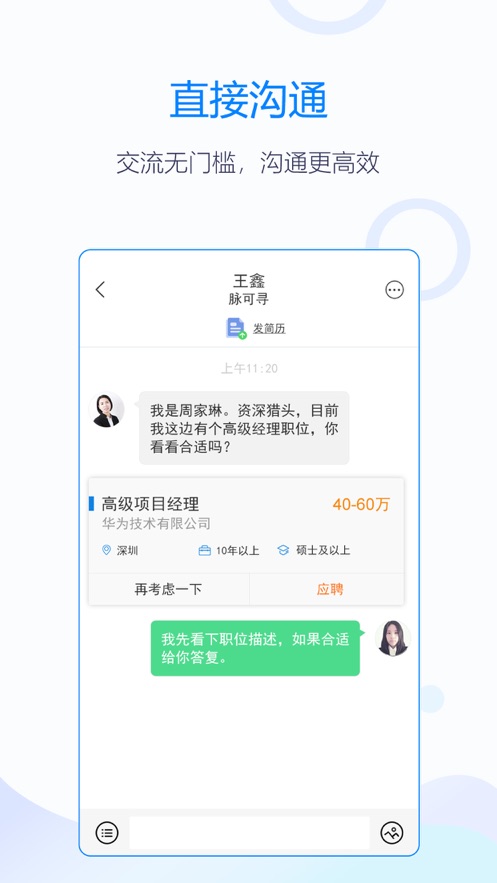 直接沟通
交流无门槛，沟通更高效
王鑫
脉可寻
发简历
上午11:20
我是周家琳。资深猎头，目前
我这边有个高级经理职位，你
看看合适吗？
高级项目经理 40-60万
华为技术有限公司
深圳 10年以上 硕士及以上
再考虑一下 应聘
我先看下职位描述，如果合适
给你答复。